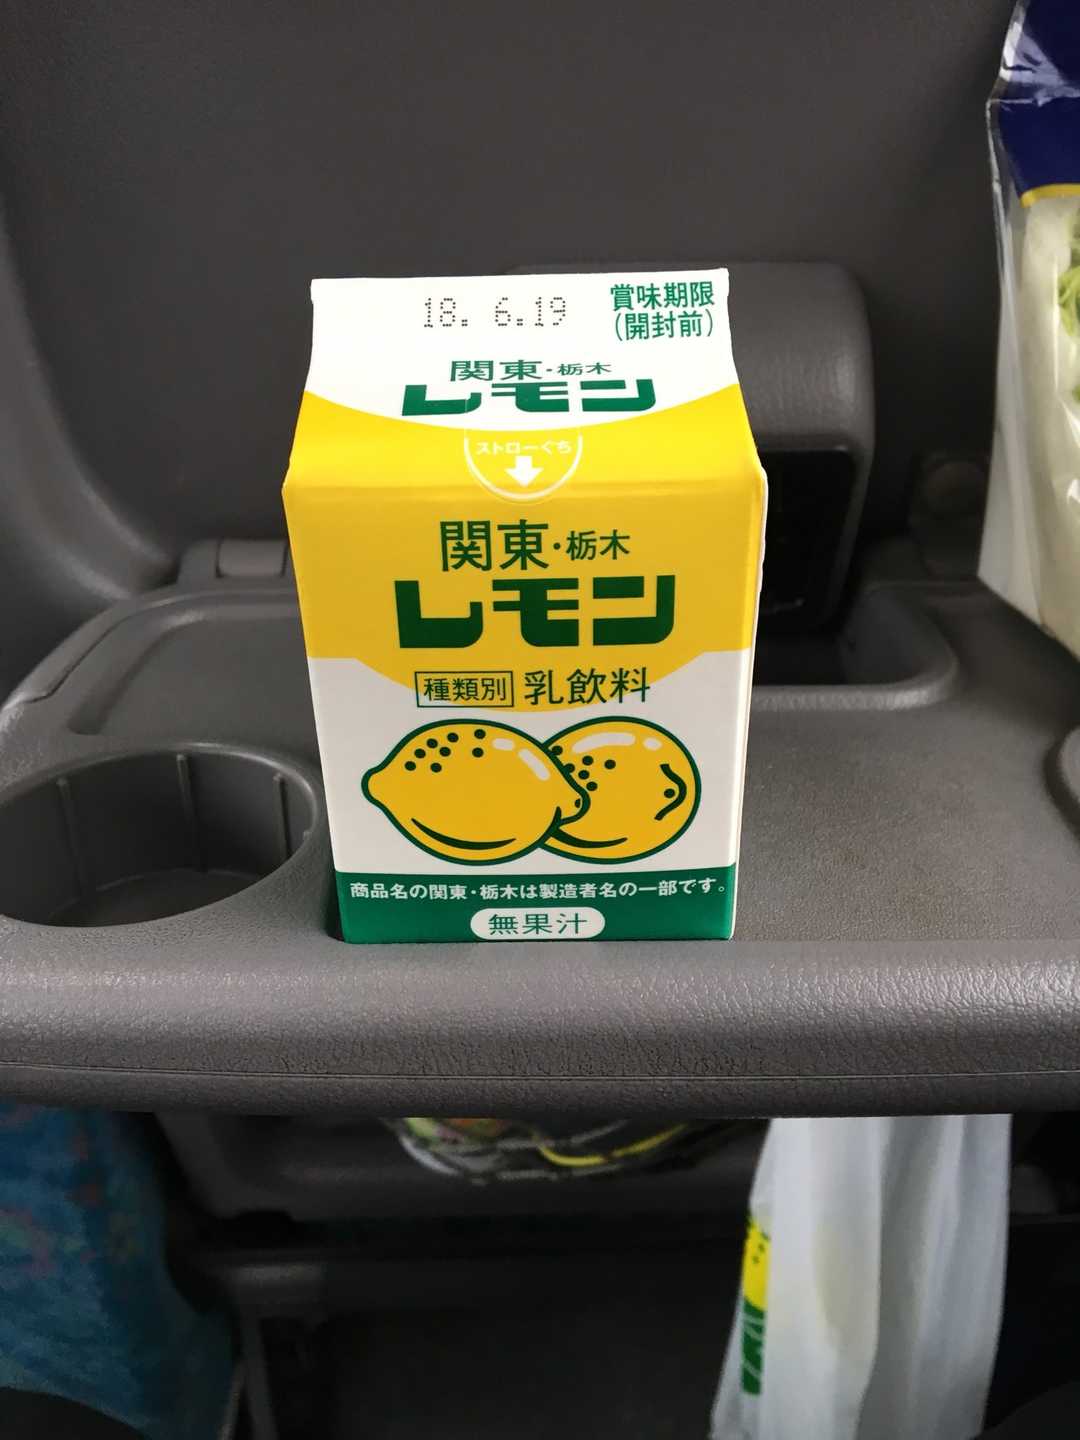 18. 6.19
賞味期限
(開封前)
関東・栃木
レモン
ストローぐち
関東・栃木
レモン
種類別 乳飲料
商品名の関東・栃木は製造者名の一部です。
無果汁